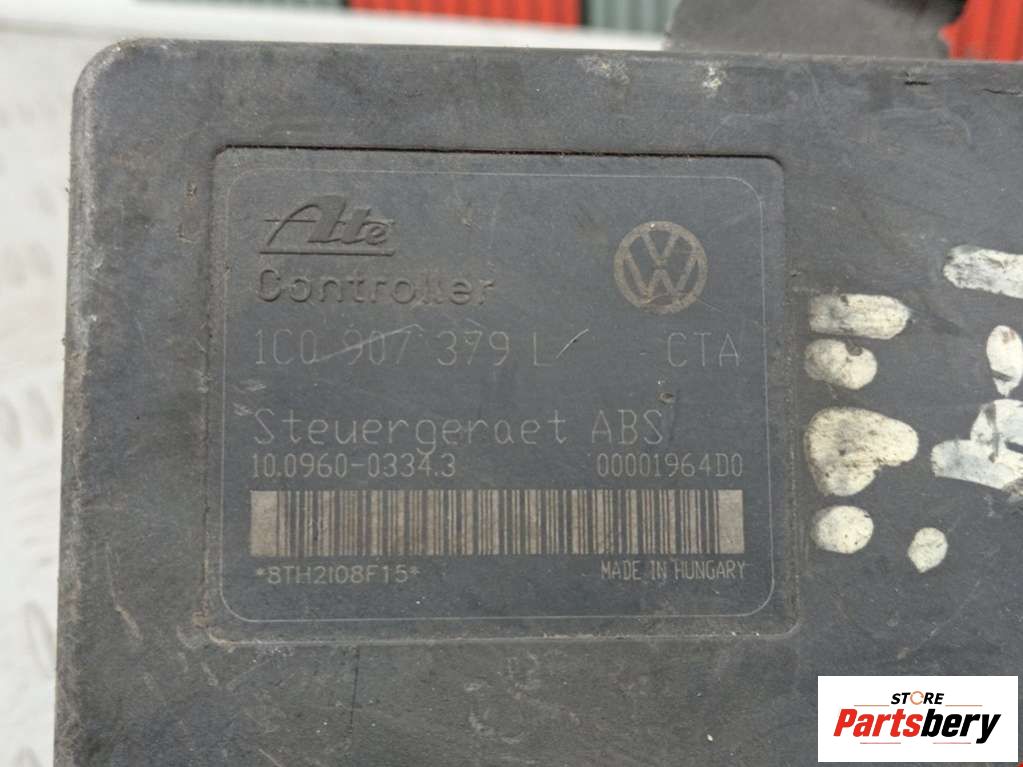 Ate
Controller
1C0 907 379 L CTA
Steuergeraet ABS
10.0960-0334.3 00001964D0
*8TH2I08F15* MADE IN HUNGARY
STORE
Partsbery